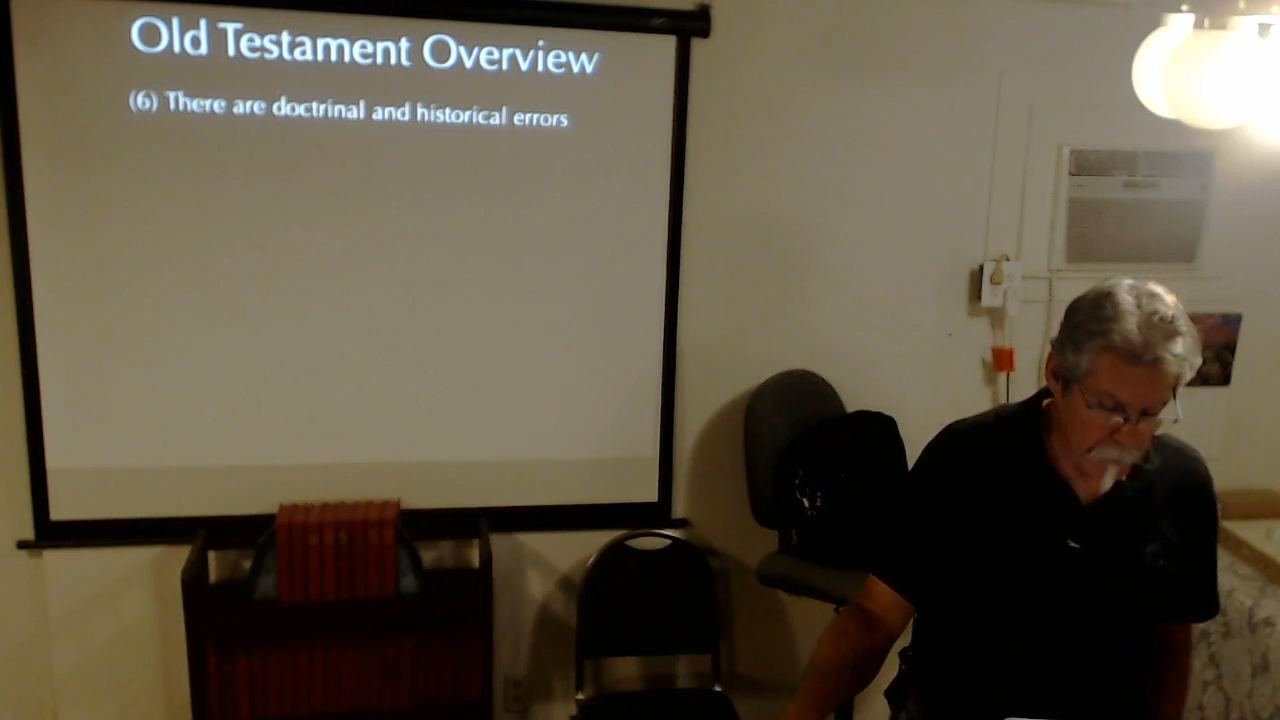 Old Testament Overview
(6) There are doctrinal and historical errors